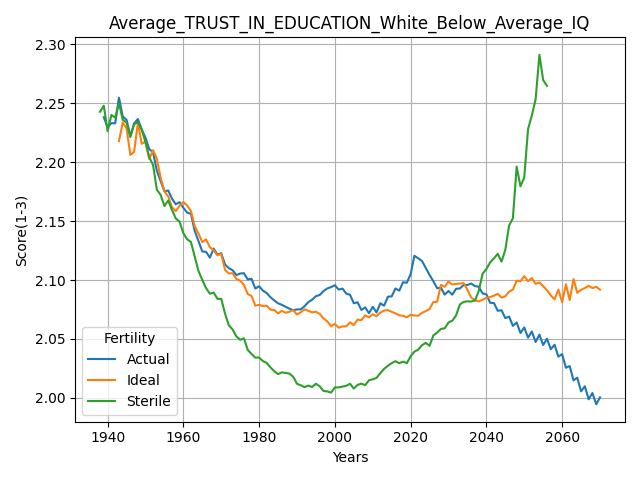 Average_TRUST_IN_EDUCATION_White_Below_Average_IQ
2.30
2.25
2.20
2.15
2.10
2.05
2.00
Score(1-3)
Fertility
Actual
Ideal
Sterile
1940
1960
1980
2000
2020
2040
2060
Years